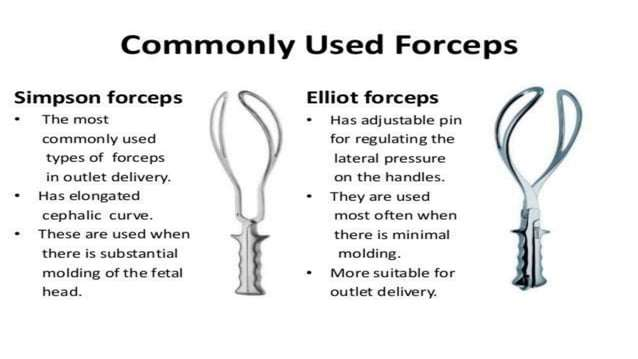 Commonly Used Forceps
Simpson forceps
• The most
commonly used
types of forceps
in outlet delivery.
• Has elongated
cephalic curve.
• These are used when
there is substantial
molding of the fetal
head.
Elliot forceps
• Has adjustable pin
for regulating the
lateral pressure
on the handles.
• They are used
most often when
there is minimal
molding.
• More suitable for
outlet delivery.